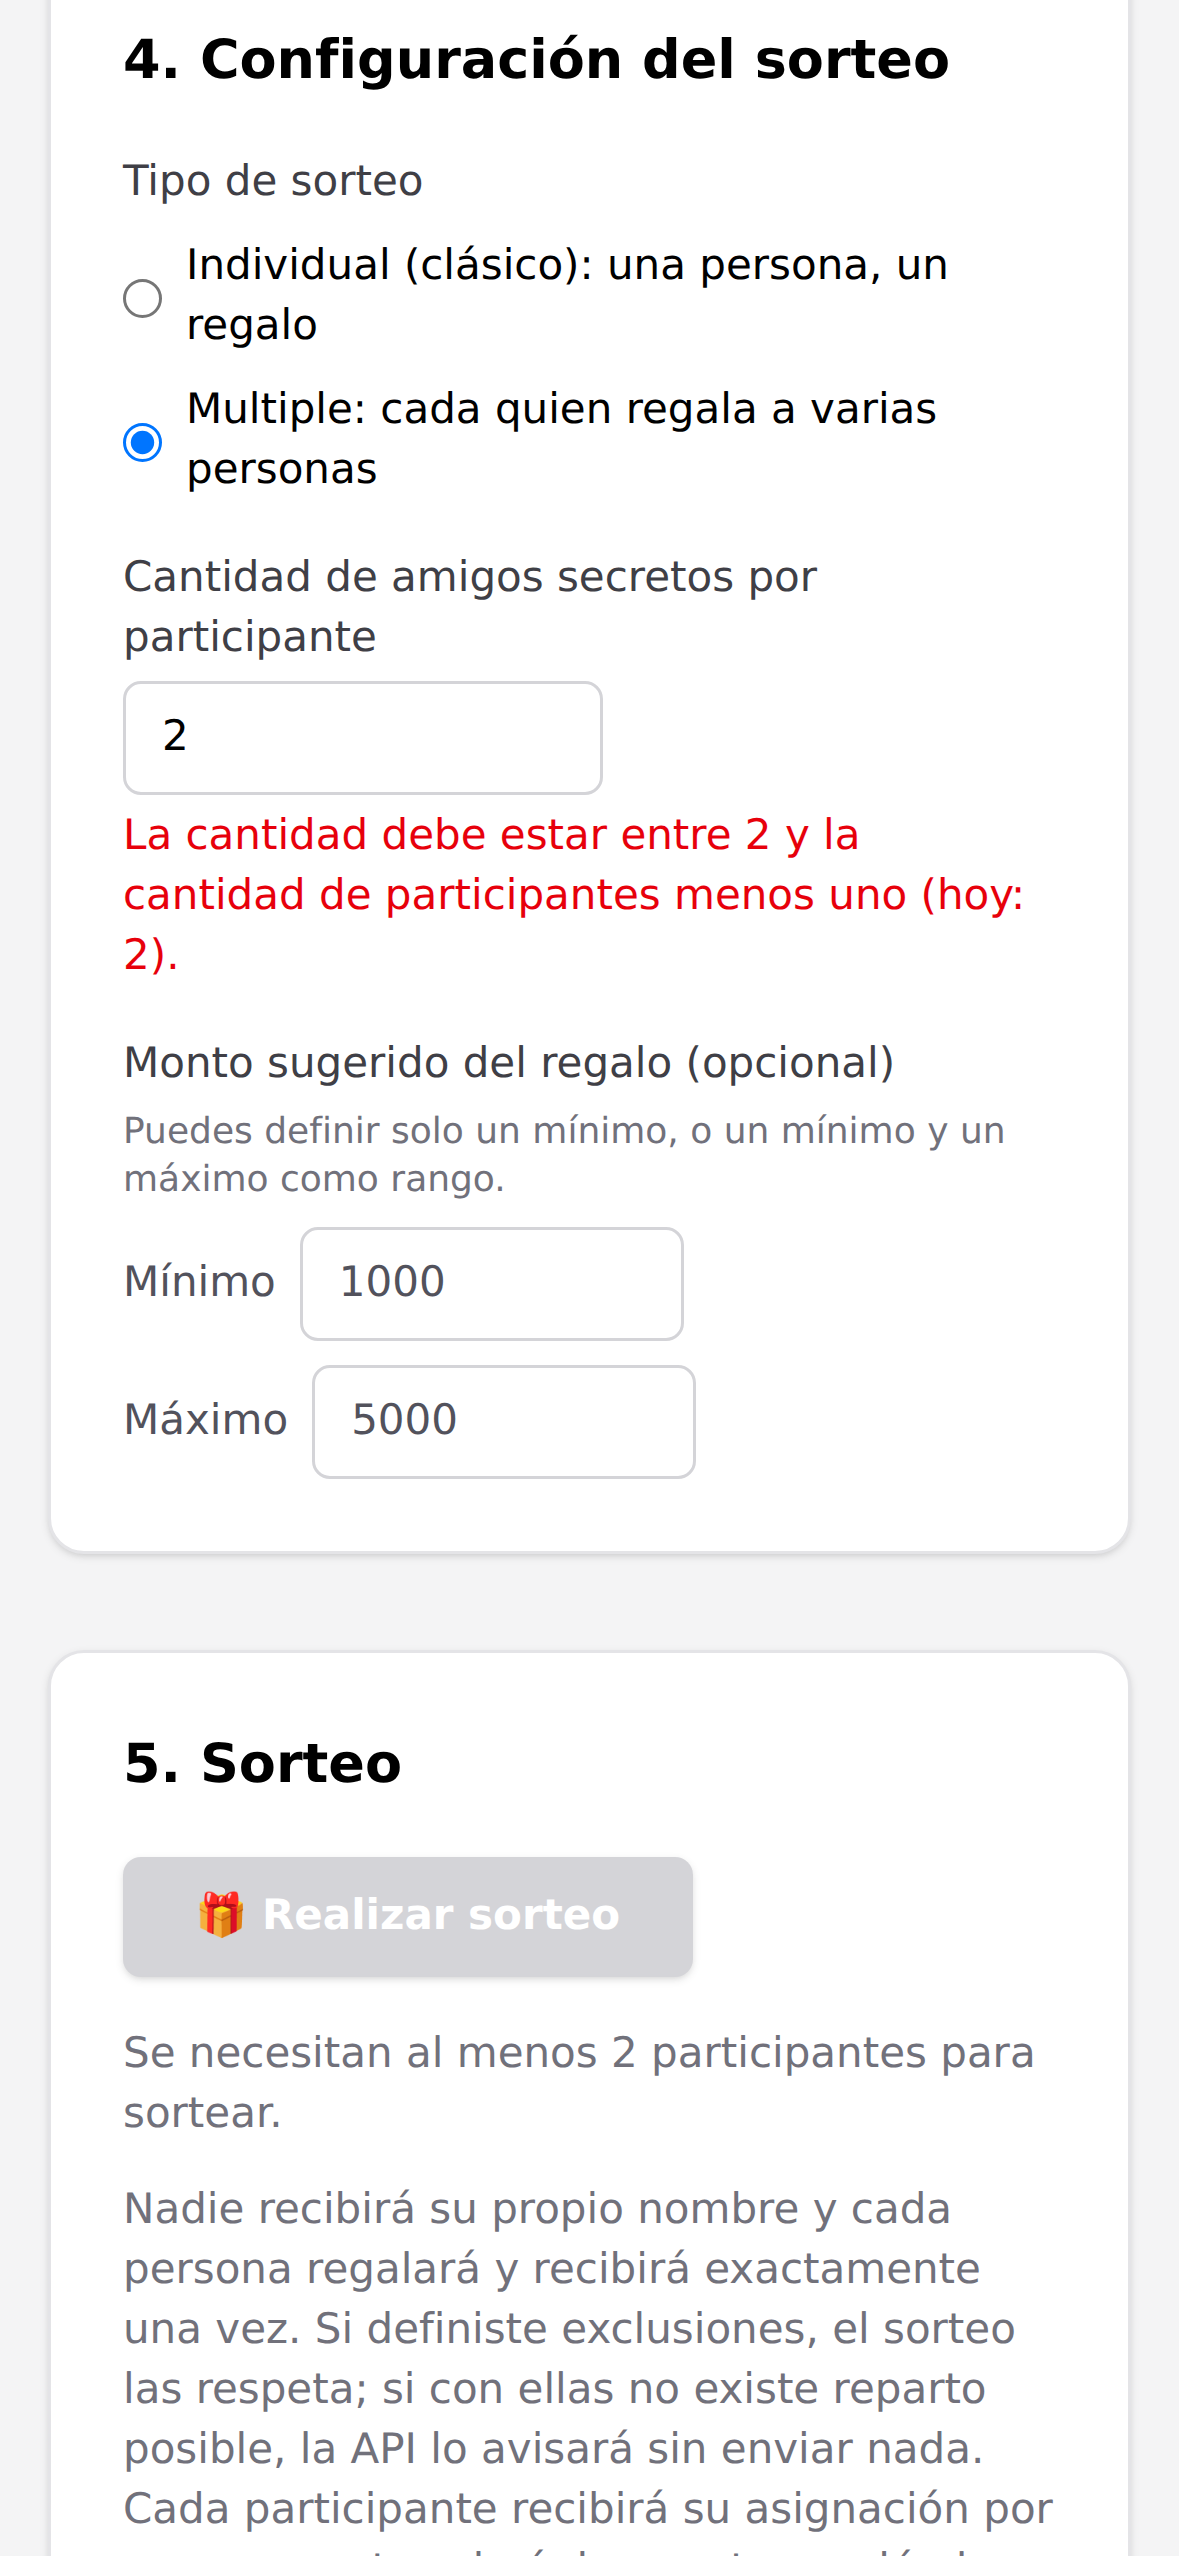 4. Configuración del sorteo
Tipo de sorteo
Individual (clásico): una persona, un
regalo
Multiple: cada quien regala a varias
personas
Cantidad de amigos secretos por
participante
2
La cantidad debe estar entre 2 y la
cantidad de participantes menos uno (hoy:
2).
Monto sugerido del regalo (opcional)
Puedes definir solo un mínimo, o un mínimo y un
máximo como rango.
Mínimo 1000
Máximo 5000
5. Sorteo
🎁 Realizar sorteo
Se necesitan al menos 2 participantes para
sortear.
Nadie recibirá su propio nombre y cada
persona regalará y recibirá exactamente
una vez. Si definiste exclusiones, el sorteo
las respeta; si con ellas no existe reparto
posible, la API lo avisará sin enviar nada.
Cada participante recibirá su asignación por